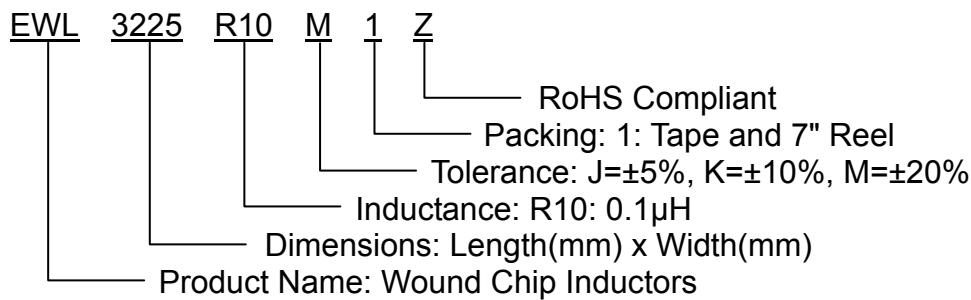 EWL 3225 R10 M 1 Z
RoHS Compliant
Packing: 1: Tape and 7" Reel
Tolerance: J=±5%, K=±10%, M=±20%
Inductance: R10: 0.1μH
Dimensions: Length(mm) x Width(mm)
Product Name: Wound Chip Inductors